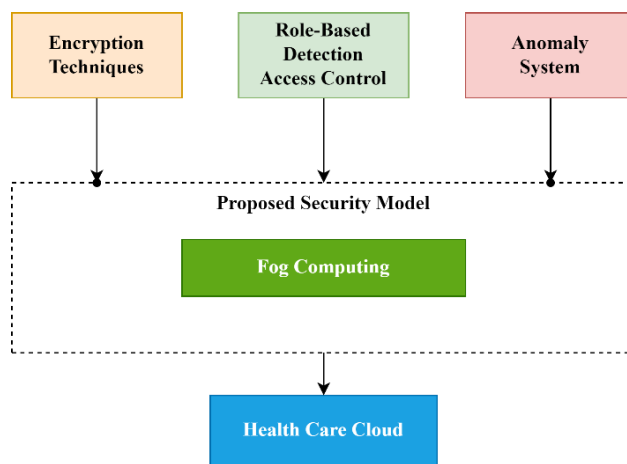 Encryption
Techniques
Role-Based
Detection
Access Control
Anomaly
System
Proposed Security Model
Fog Computing
Health Care Cloud